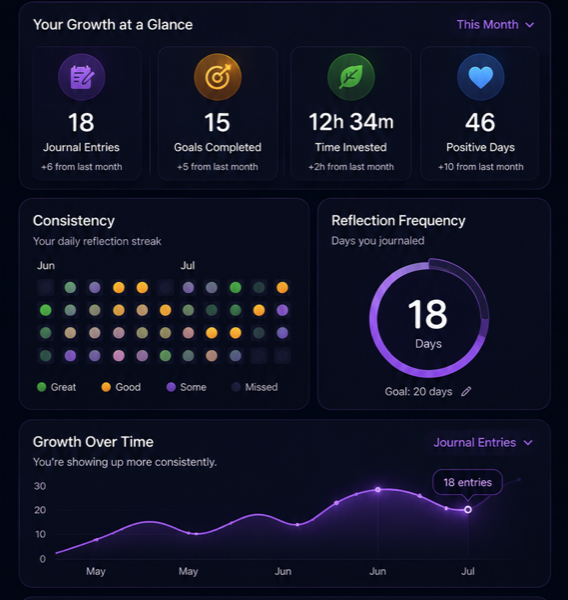 Your Growth at a Glance
This Month
18
Journal Entries
+6 from last month
15
Goals Completed
+5 from last month
12h 34m
Time Invested
+2h from last month
46
Positive Days
+10 from last month
Consistency
Your daily reflection streak
Jun
Jul
Great
Good
Some
Missed
Reflection Frequency
Days you journaled
18
Days
Goal: 20 days
Growth Over Time
Journal Entries
You're showing up more consistently.
18 entries
30
20
10
0
May
May
Jun
Jun
Jul